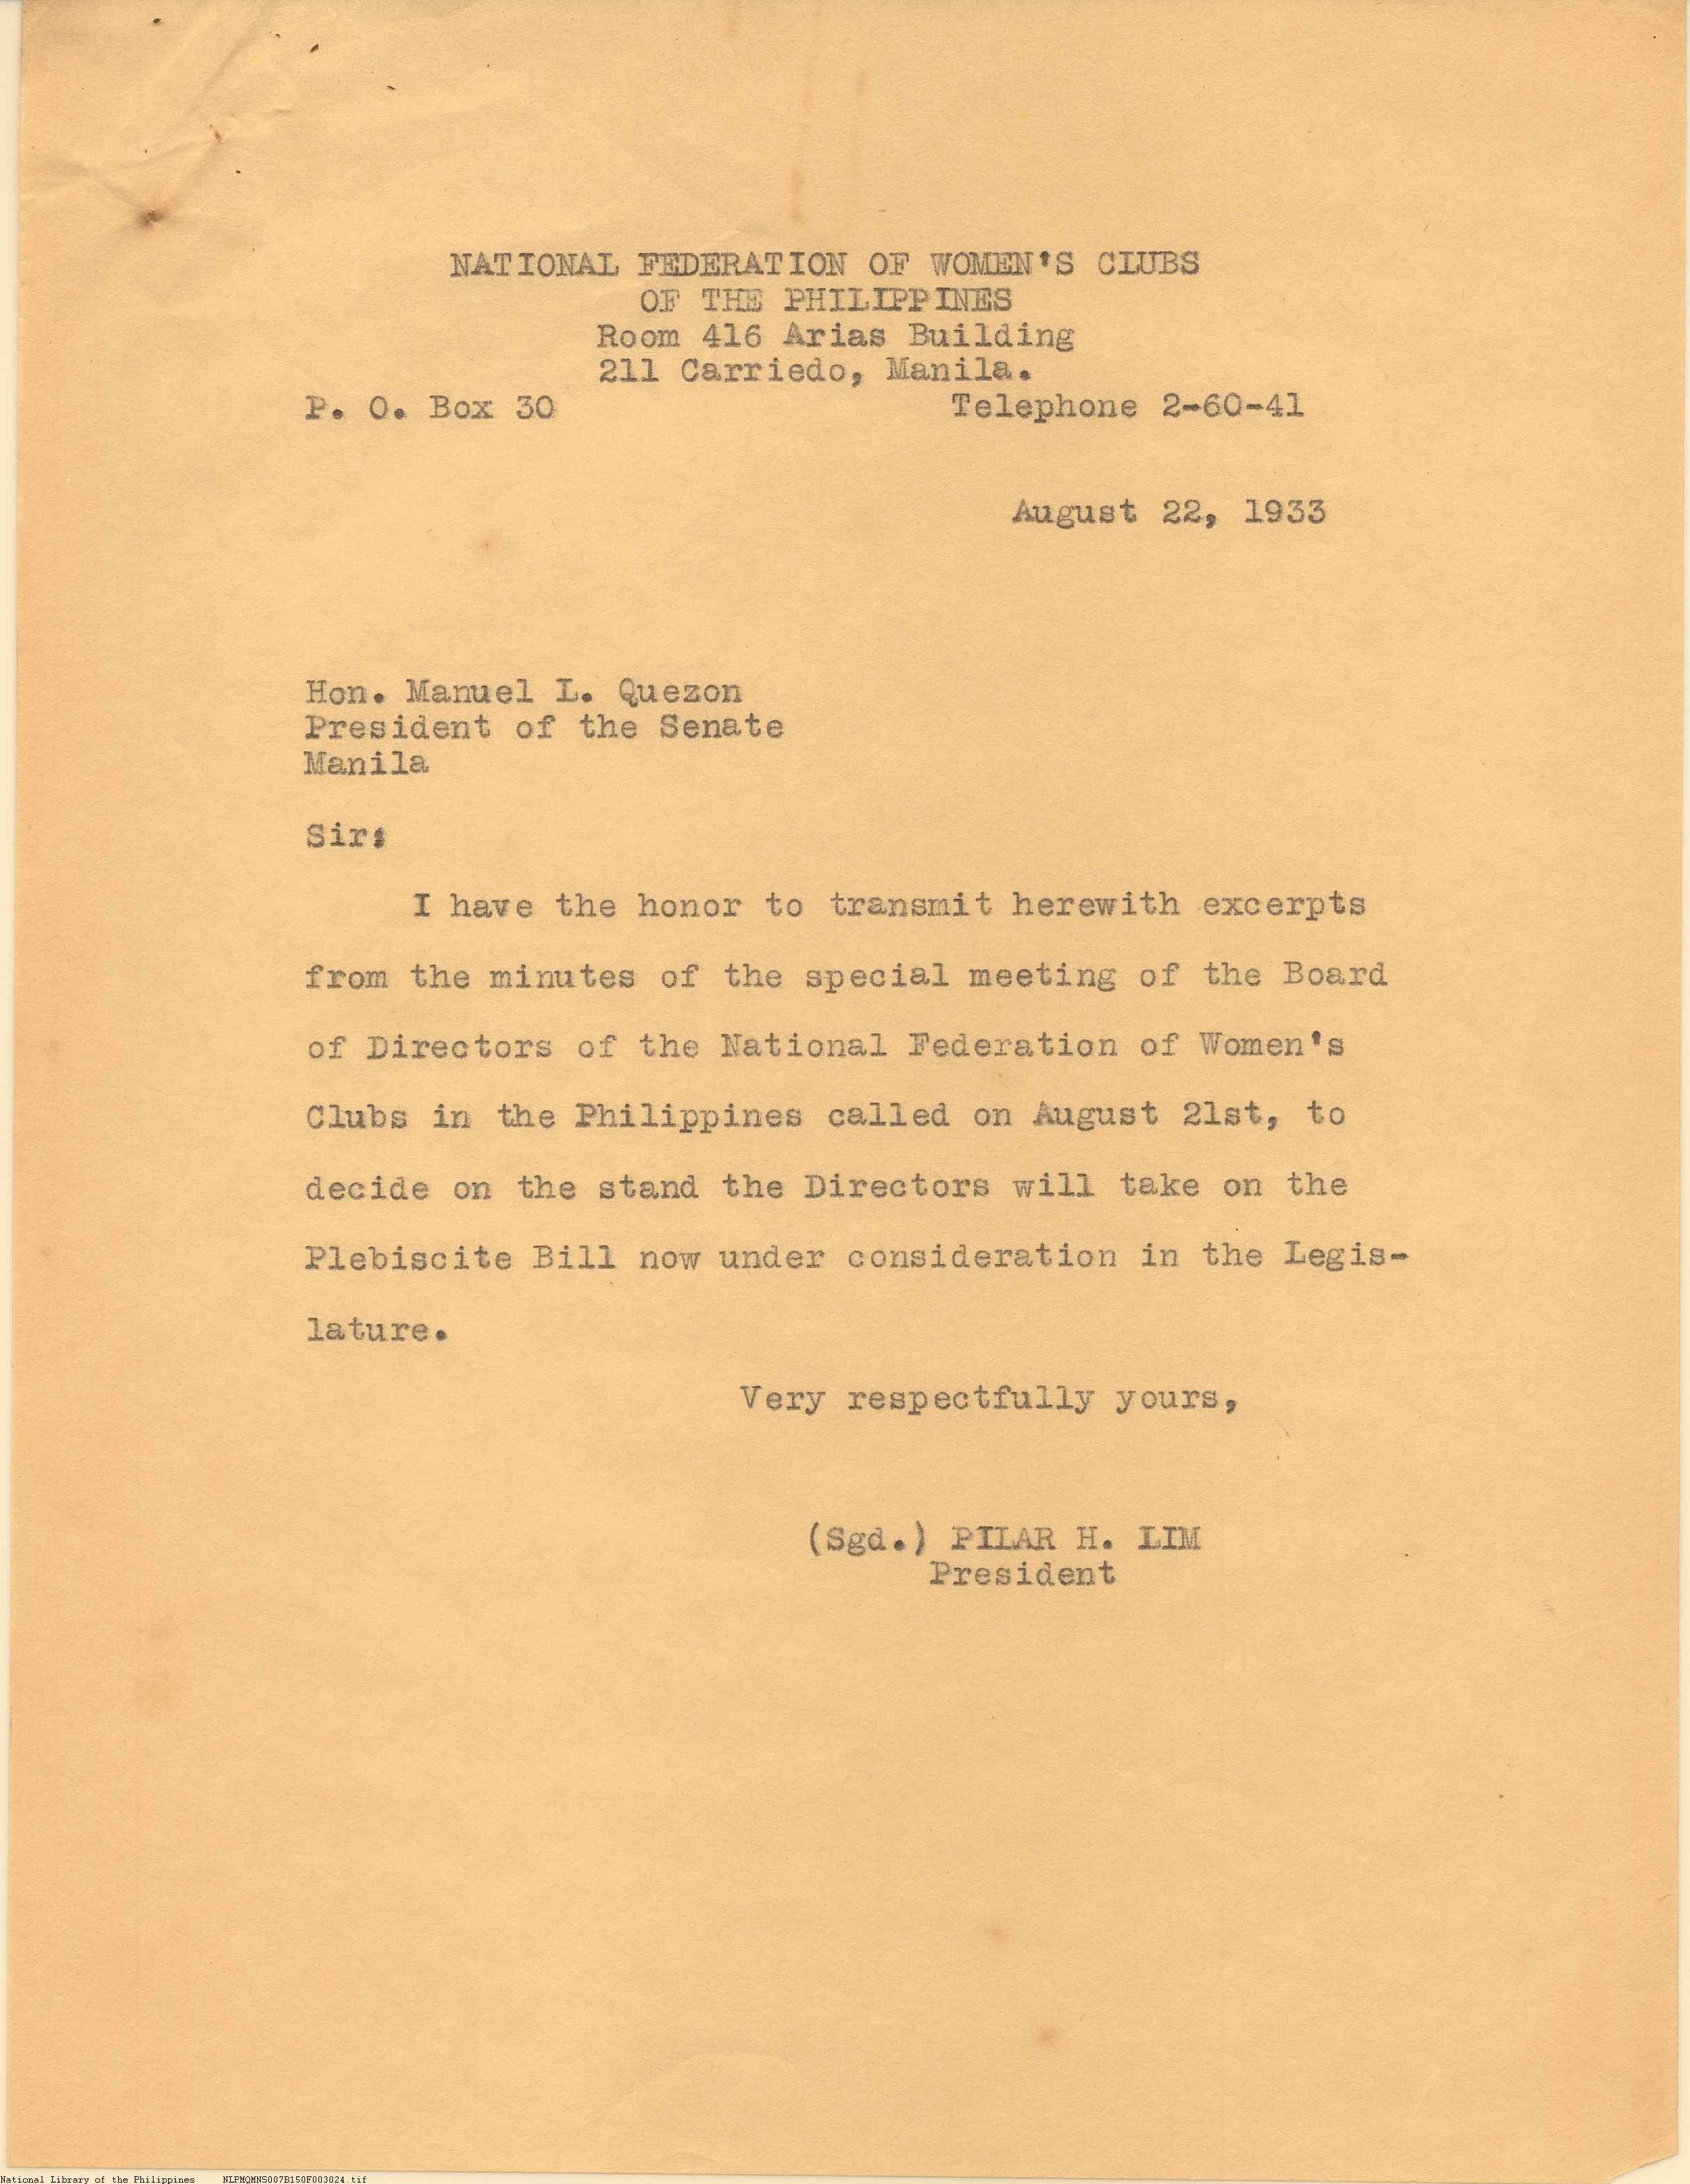 NATIONAL FEDERATION OF WOMEN'S CLUBS
OF THE PHILIPPINES
Room 416 Arias Building
211 Carriedo, Manila.
P. O. Box 30 Telephone 2-60-41
August 22, 1933
Hon. Manuel L. Quezon
President of the Senate
Manila
Sir:
I have the honor to transmit herewith excerpts
from the minutes of the special meeting of the Board
of Directors of the National Federation of Women's
Clubs in the Philippines called on August 21st, to
decide on the stand the Directors will take on the
Plebiscite Bill now under consideration in the Legis-
lature.
Very respectfully yours,
(Sgd.) PILAR H. LIM
President
National Library of the Philippines NLPMQMNS007B150F003024.tif